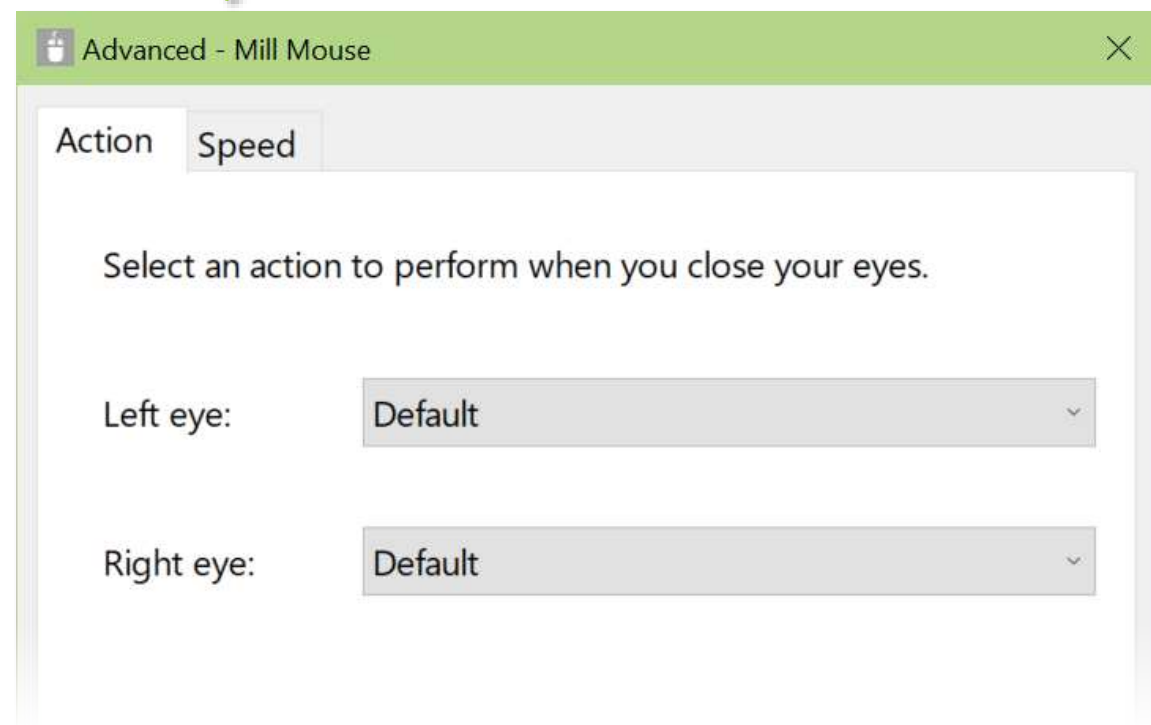 Advanced - Mill Mouse
Action
Speed
Select an action to perform when you close your eyes.
Left eye: Default
Right eye: Default